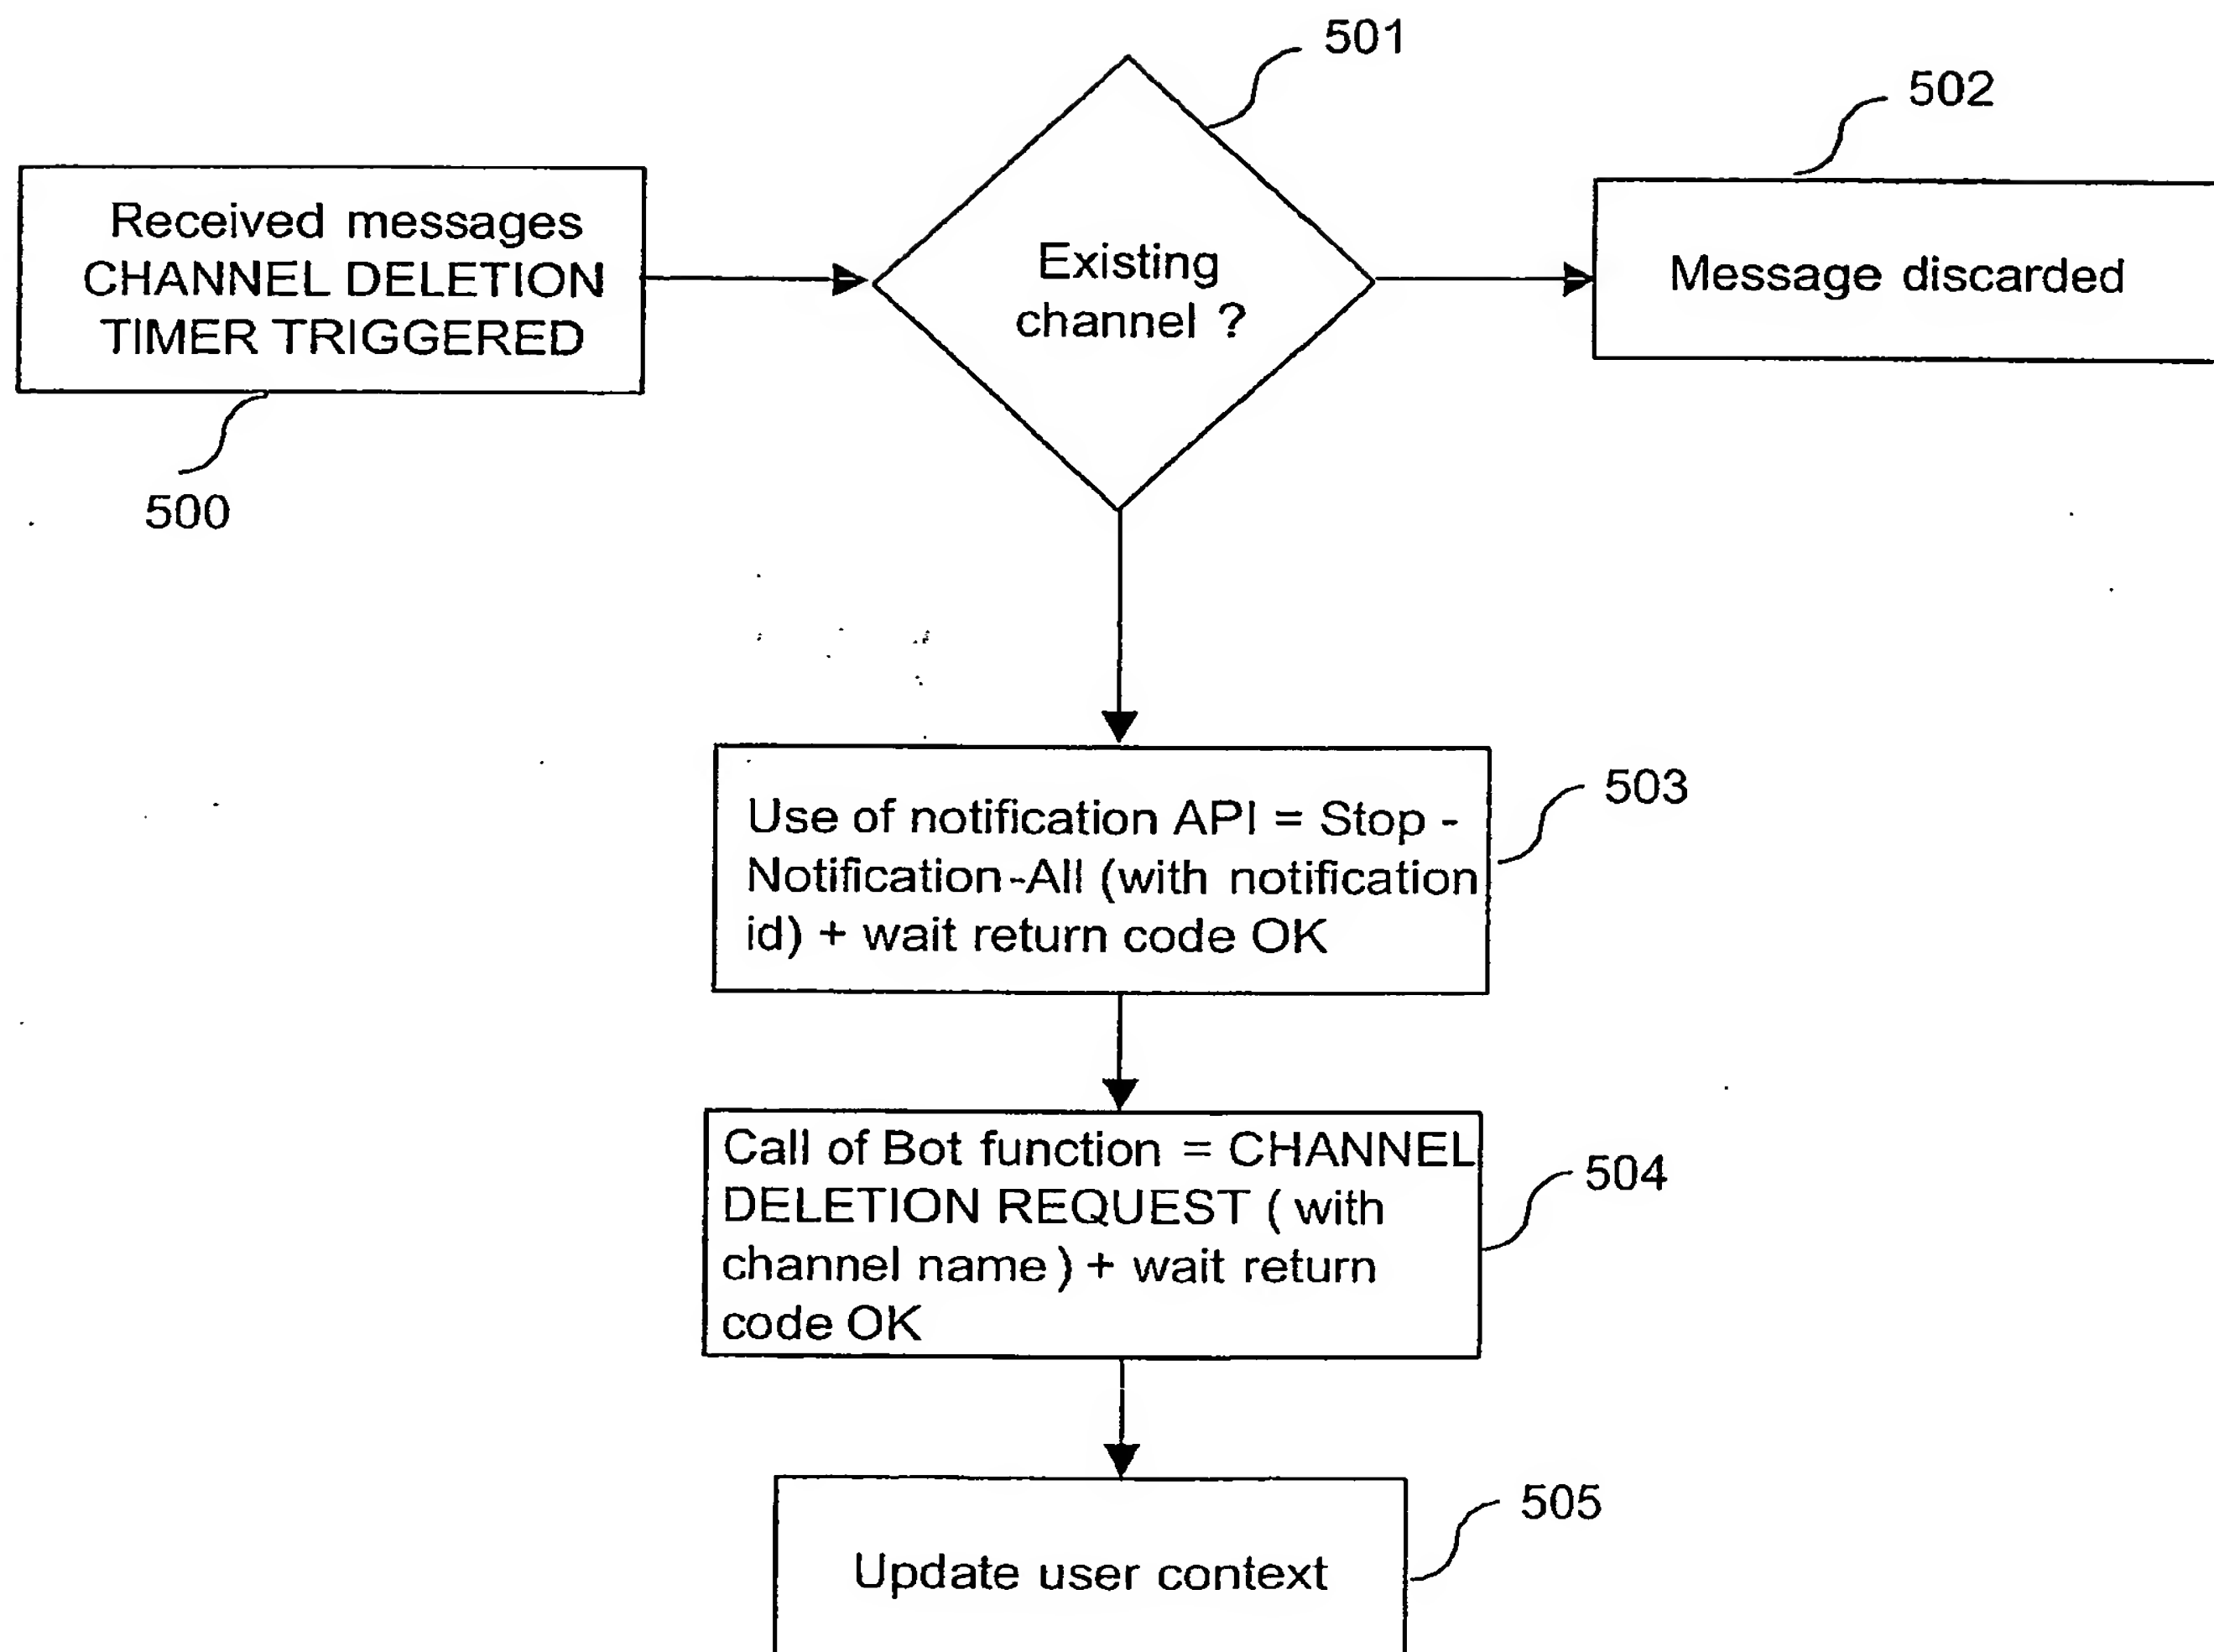 501
502
Received messages
CHANNEL DELETION
TIMER TRIGGERED
Existing
channel ?
Message discarded
500
503
Use of notification API = Stop -
Notification-All (with notification
id) + wait return code OK
504
Call of Bot function = CHANNEL
DELETION REQUEST ( with
channel name ) + wait return
code OK
505
Update user context